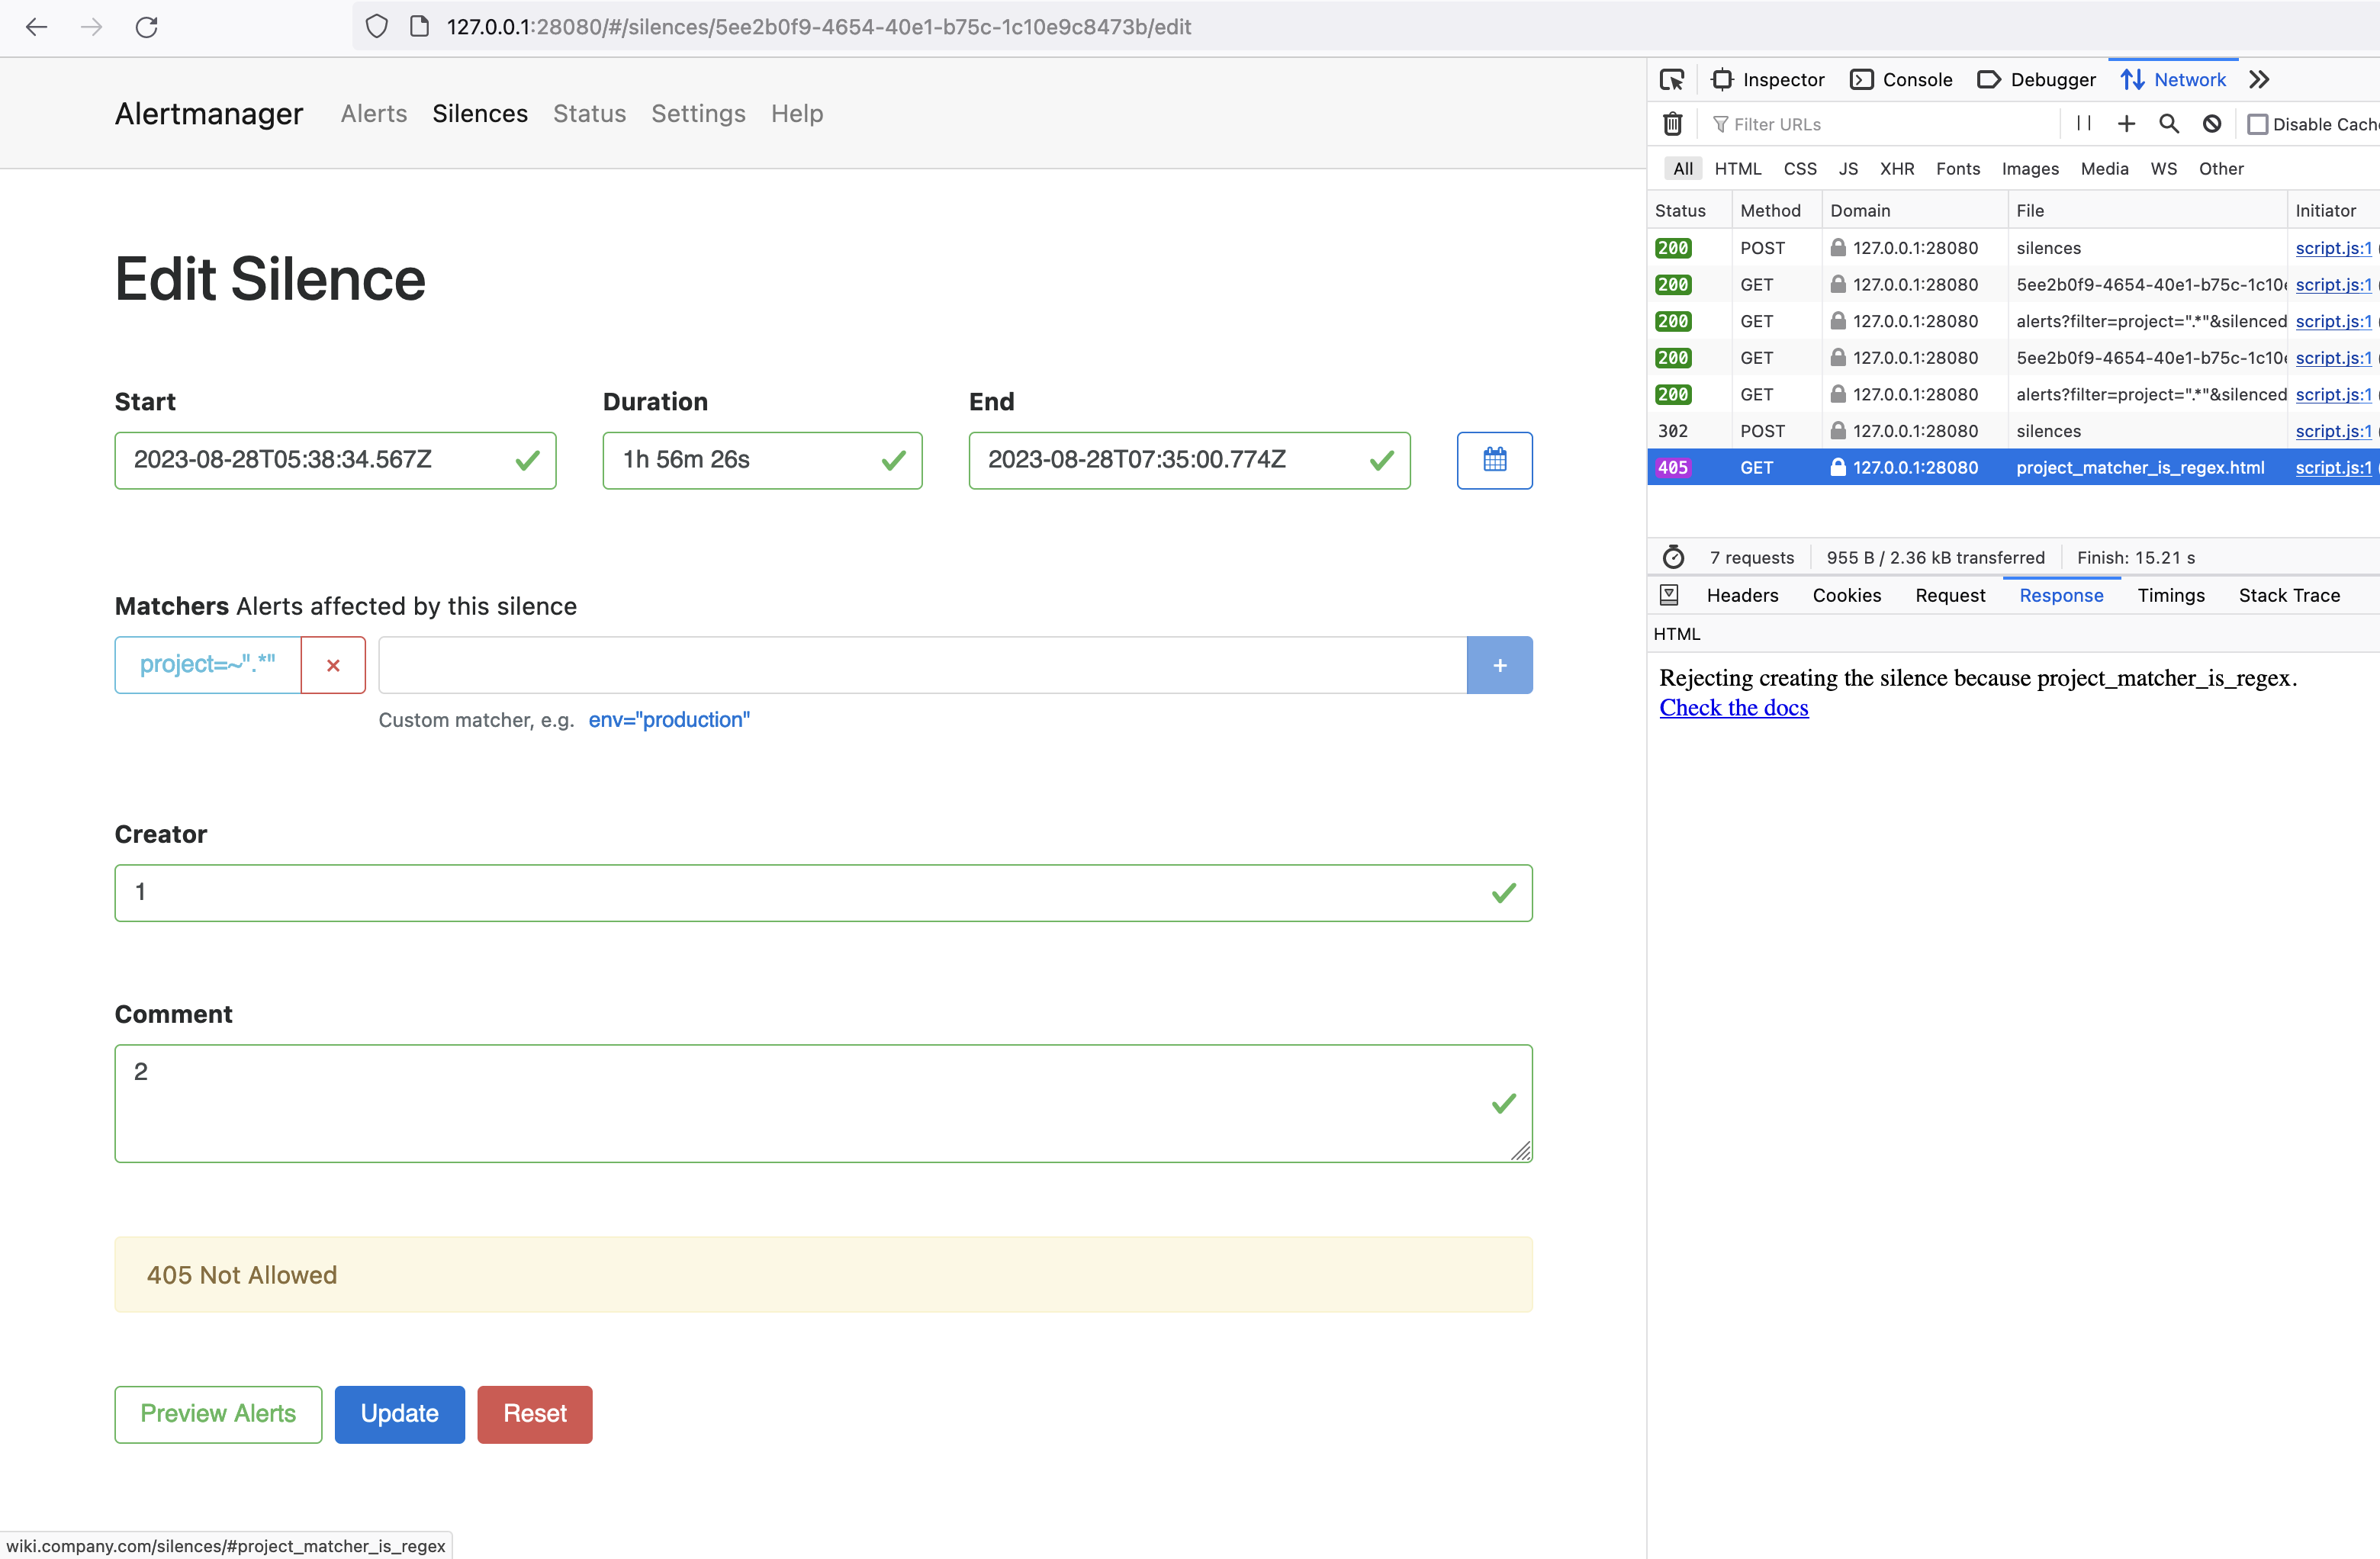 127.0.0.1:28080/#/silences/5ee2b0f9-4654-40e1-b75c-1c10e9c8473b/edit
Alertmanager Alerts Silences Status Settings Help
Edit Silence
Start Duration End
2023-08-28T05:38:34.567Z 1h 56m 26s 2023-08-28T07:35:00.774Z
Matchers Alerts affected by this silence
project=~".*" × +
Custom matcher, e.g. env="production"
Creator
1
Comment
2
405 Not Allowed
Preview Alerts Update Reset
wiki.company.com/silences/#project_matcher_is_regex
Inspector Console Debugger Network
Filter URLs Disable Cach
All HTML CSS JS XHR Fonts Images Media WS Other
Status Method Domain File Initiator
200 POST 127.0.0.1:28080 silences script.js:1
200 GET 127.0.0.1:28080 5ee2b0f9-4654-40e1-b75c-1c10e script.js:1
200 GET 127.0.0.1:28080 alerts?filter=project=".*"&silenced script.js:1
200 GET 127.0.0.1:28080 5ee2b0f9-4654-40e1-b75c-1c10e script.js:1
200 GET 127.0.0.1:28080 alerts?filter=project=".*"&silenced script.js:1
302 POST 127.0.0.1:28080 silences script.js:1
405 GET 127.0.0.1:28080 project_matcher_is_regex.html script.js:1
7 requests 955 B / 2.36 kB transferred Finish: 15.21 s
Headers Cookies Request Response Timings Stack Trace
HTML
Rejecting creating the silence because project_matcher_is_regex.
Check the docs